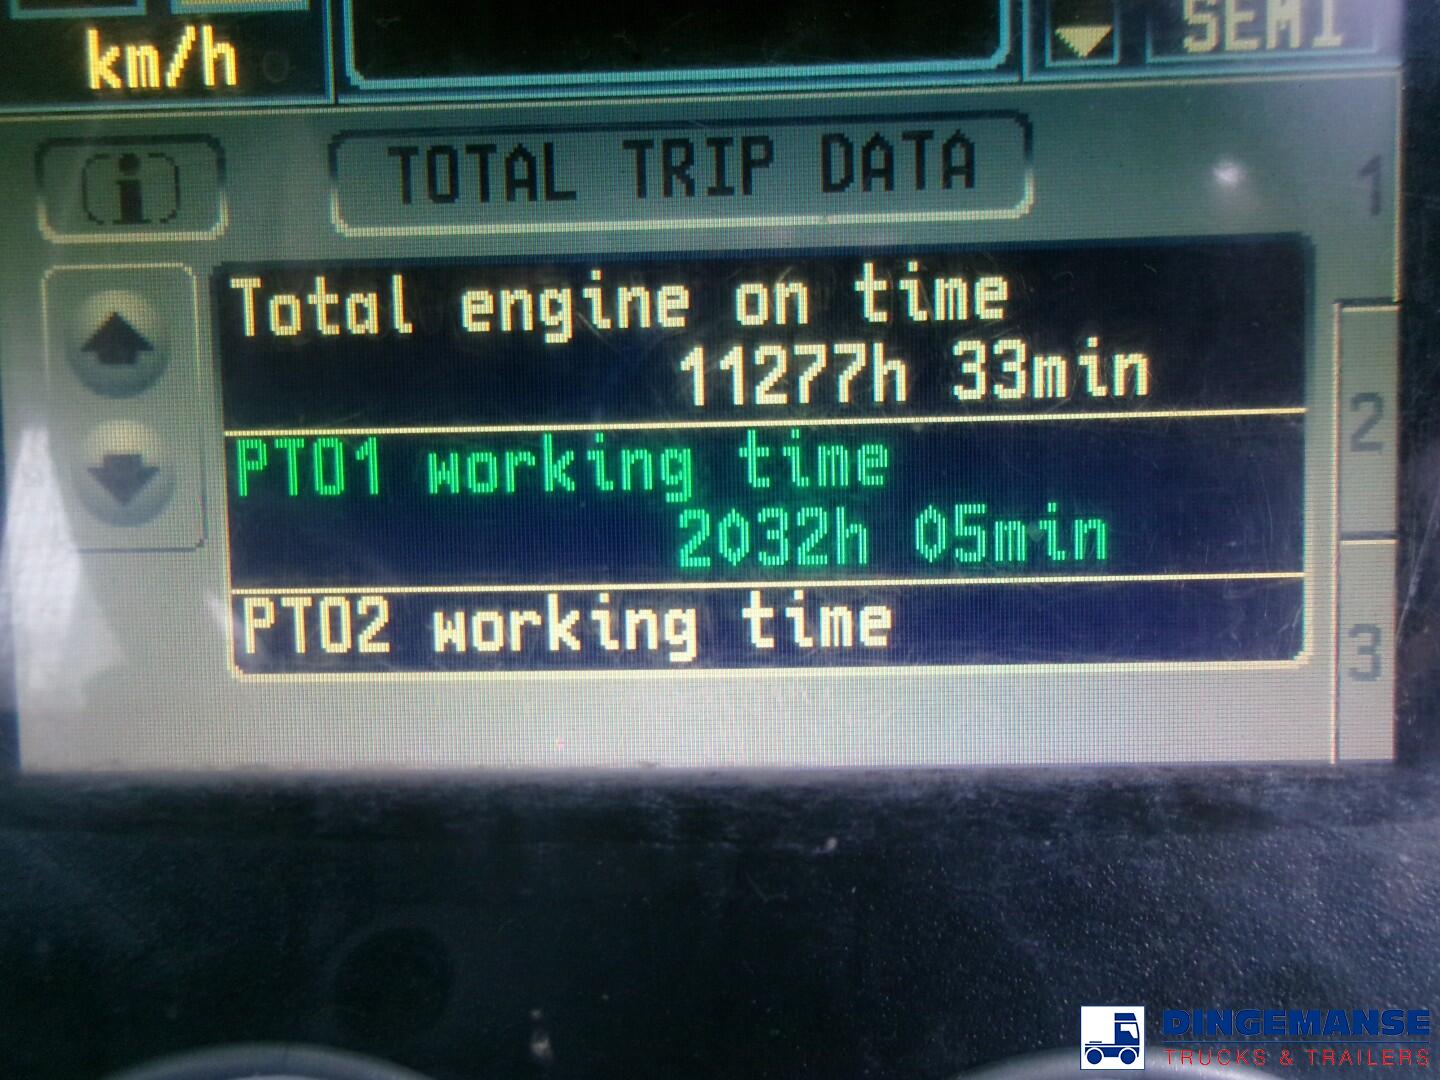 km/h
SEMI
TOTAL TRIP DATA
1
Total engine on time
11277h 33min
2
PTO1 working time
2032h 05min
PTO2 working time
3
DINGEMANSE
TRUCKS & TRAILERS